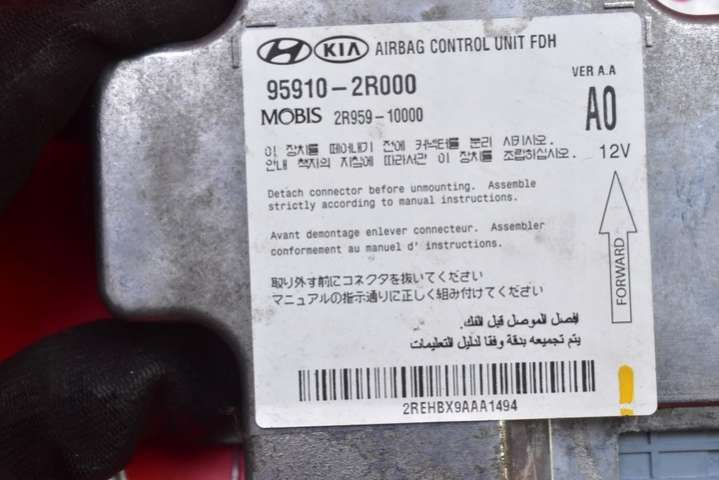 KIA AIRBAG CONTROL UNIT FDH
95910-2R000
VER A.A
MOBIS 2R959-10000
A0
이 장치를 떼어내기 전에 커넥터를 분리 시키시오.
안내 책자의 지침에 따라서만 이 장치를 조립하십시오.
12V
Detach connector before unmounting. Assemble
strictly according to manual instructions.
Avant demontage enlever connecteur. Assembler
conformement au manuel d' instructions.
FORWARD
取り外す前にコネクタを抜いてください
マニュアルの指示通りに正しく組み付けてください
افصل الموصل قبل الفك.
يتم تجميعه بدقة وفقا لدليل التعليمات
2REHBX9AAA1494